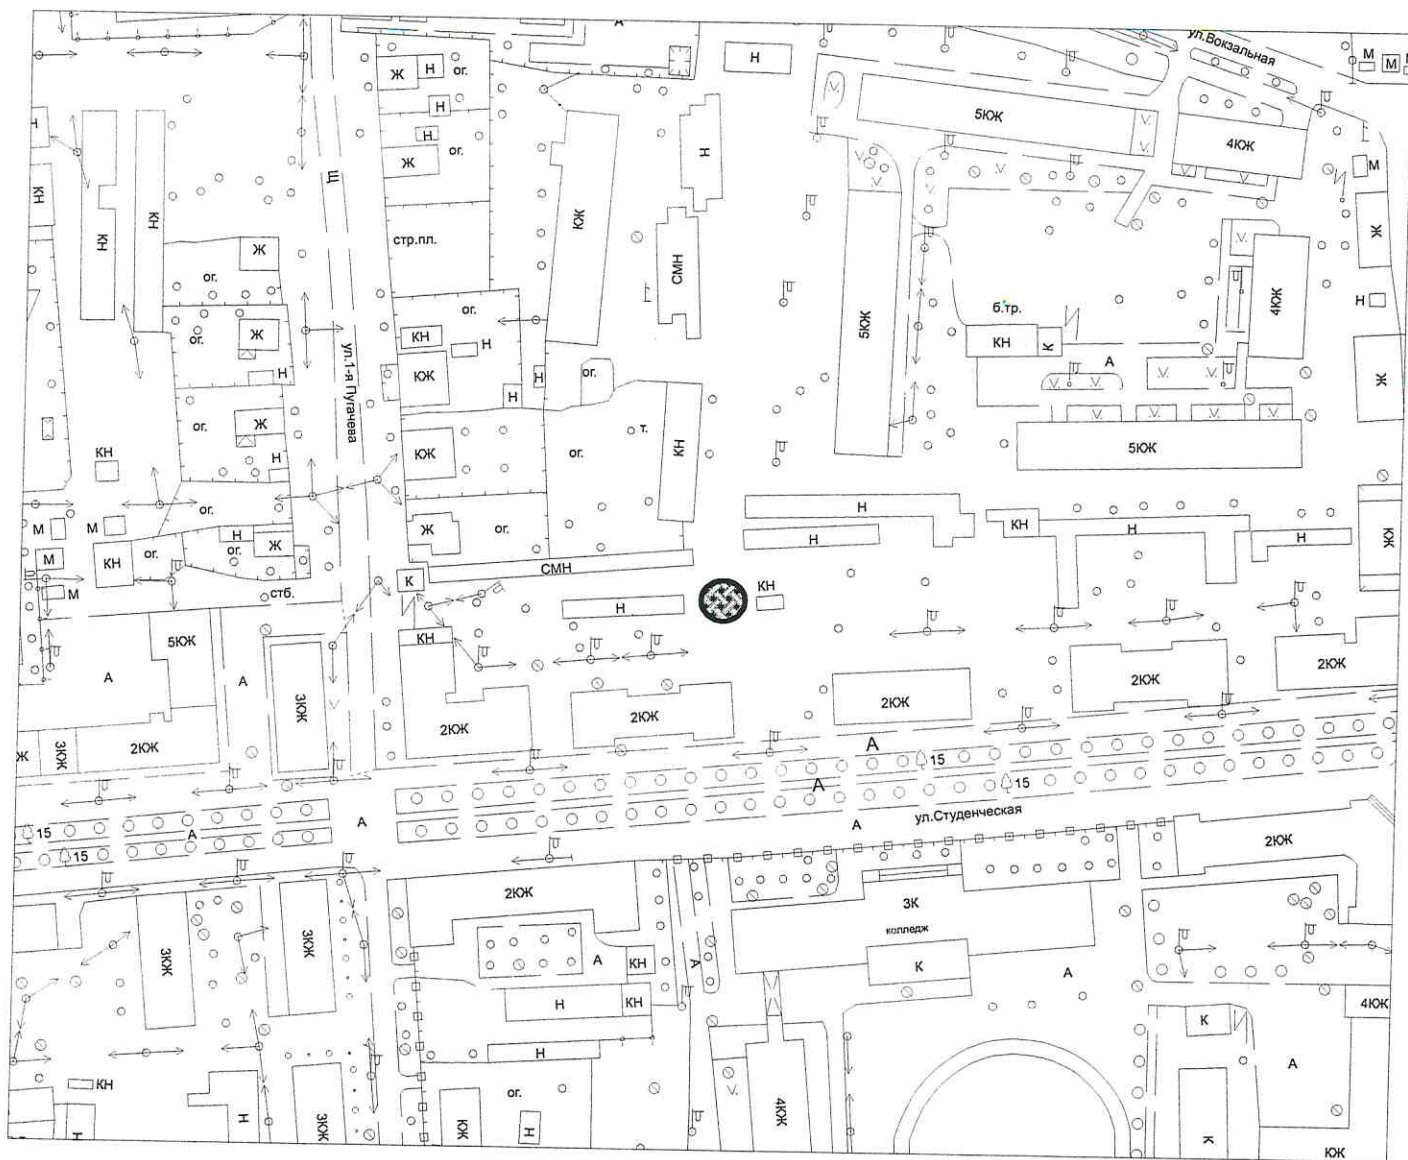 А
Н
ул.Вокзальная
М
М
Ж
Н
ог.
5КЖ
4КЖ
М
Н
Н
ог.
Ж
Н
КН
КН
КН
Щ
КЖ
Н
Ж
стр.пл.
СМН
Ж
ог.
ог.
Ж
ог.
Н
КН
Н
КЖ
5КЖ
б.тр.
КН
К
А
4КЖ
Н
Ж
ул.1-я Пугачева
Н
ог.
ог.
Ж
Н
КН
КЖ
т.
ог.
КН
5КЖ
ог.
М
М
Н
ог.
Ж
ог.
Н
Н
КН
Н
Н
КЖ
М
КН
ог.
М
стб.
К
СМН
Н
КН
КН
5КЖ
А
А
3КЖ
2КЖ
2КЖ
2КЖ
2КЖ
2КЖ
Ж
3КЖ
2КЖ
А
15
А
15
15
А
А
А
ул.Студенческая
15
2КЖ
2КЖ
3К
колледж
3КЖ
3КЖ
А
КН
А
К
А
Н
КН
4КЖ
К
Н
А
КН
ог.
Н
3КЖ
КЖ
Н
4КЖ
К
Н
КЖ